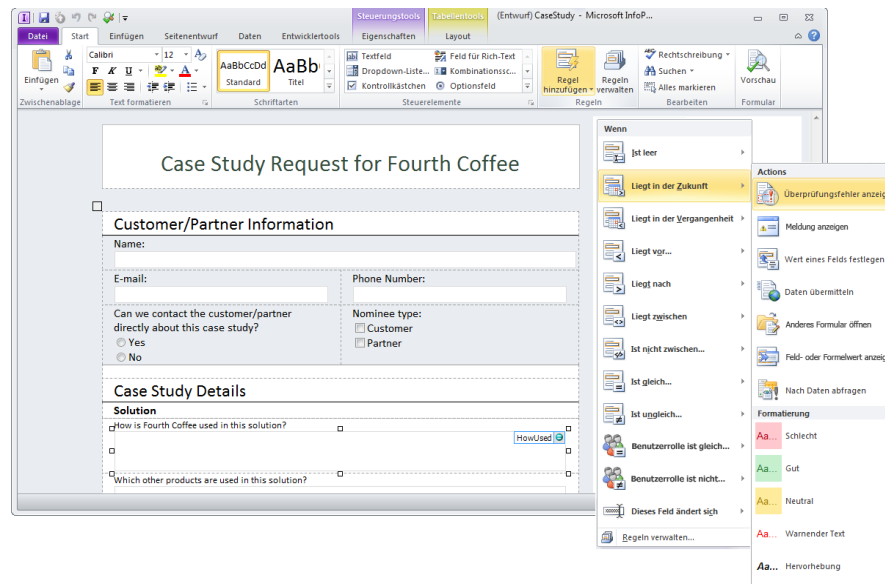 Steuerungstools Tabellentools (Entwurf) CaseStudy - Microsoft InfoP...
Datei Start Einfügen Seitenentwurf Daten Entwicklertools Eigenschaften Layout
Einfügen
Zwischenablage
Calibri 12
F K U
Text formatieren
AaBbCcDd
Standard
AaBb
Titel
Schriftarten
Textfeld
Dropdown-Liste...
Kontrollkästchen
Feld für Rich-Text
Kombinationssc...
Optionsfeld
Steuerelemente
Regel
hinzufügen
Regeln
verwalten
Regeln
Rechtschreibung
Suchen
Alles markieren
Bearbeiten
Vorschau
Formular
Case Study Request for Fourth Coffee
Customer/Partner Information
Name:
E-mail:
Phone Number:
Can we contact the customer/partner
directly about this case study?
Yes
No
Nominee type:
Customer
Partner
Case Study Details
Solution
How is Fourth Coffee used in this solution?
HowUsed
Which other products are used in this solution?
Wenn
Ist leer
Liegt in der Zukunft
Liegt in der Vergangenheit
Liegt vor...
Liegt nach
Liegt zwischen
Ist nicht zwischen...
Ist gleich...
Ist ungleich...
Benutzerrolle ist gleich...
Benutzerrolle ist nicht...
Dieses Feld ändert sich
Regeln verwalten...
Actions
Überprüfungsfehler anzeig
Meldung anzeigen
Wert eines Felds festlegen
Daten übermitteln
Anderes Formular öffnen
Feld- oder Formelwert anzeig
Nach Daten abfragen
Formatierung
Aa... Schlecht
Aa... Gut
Aa... Neutral
Aa... Warnender Text
Aa... Hervorhebung